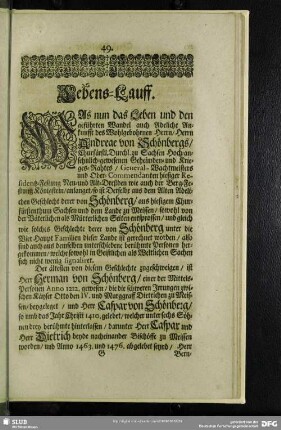 49.
Lebens-Lauff.
WAs nun das Leben und den
geführten Wandel auch Adeliche An-
kunfft des Wohlgebohrnen Herrn/ Herrn
Andreae von Schönbergs/
Churfürstl. Durchl. zu Sachsen Hochan-
sehnlich-gewesenen Geheimbden- und Krie-
ges-Rathes/ General-Wachtmeisters
und Ober-Commendanten hiesiger Re-
sidentz-Festung Neu- und Alt-Dreßden wie auch der Berg-Fe-
stung Königstein/ anlanget/ so ist Derselbe aus dem Alten Adeli-
chen Geschlecht derer von Schönberg/ aus hiesigem Chur-
fürstenthum Sachsen und dem Lande zu Meissen/ sowohl von
der Väterlichen als Mütterlichen Seiten entsprossen/ und gleich
wie solches Geschlecht derer von Schönberg unter die
Vier Haupt Familien dieser Lande ist gerechnet worden/ also
sind auch aus demselben unterschiedene berühmte Personen her-
gekommen/ welche sowohl in Geistlichen als Weltlichen Sachen
sich nicht wenig signalisiret.
Der ältesten von diesem Geschlechte zugeschweigen/ ist
Herr Herman von Schönberg/ einer der Mittels-
Personen Anno 1212. gewesen/ die die schweren Irrungen zwi-
schen Käyser Otto den IV. und Marggraff Dietrichen zu Meis-
sen/ beygeleget/ und Herr Caspar von Schönberg/
so umb das Jahr Christi 1410. gelebet/ welcher unterschiedliche Söh-
ne berühmte hinterlassen/ darunter Herr Caspar und
Herr Dietrich beyde nacheinander Bischöffe zu Meissen
worden/ und Anno 1463. und 1476. abgelebet seynd/ Herr
G
Bern-
SLUB
DFG